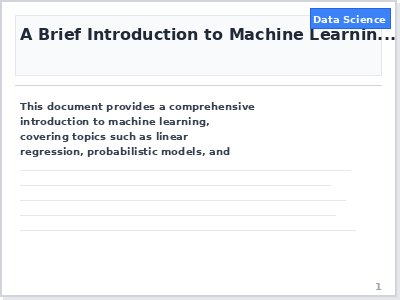 Data Science
A Brief Introduction to Machine Learnin...
This document provides a comprehensive
introduction to machine learning,
covering topics such as linear
regression, probabilistic models, and
1